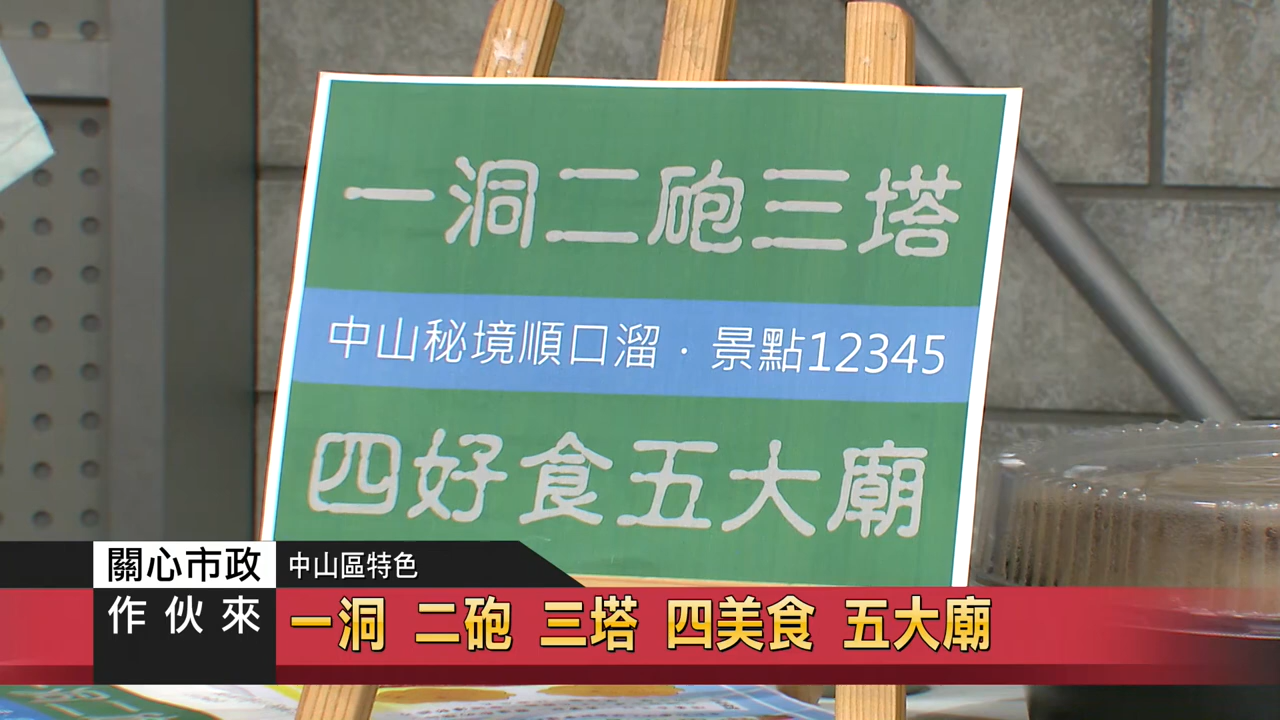 一洞二砲三塔
中山秘境順口溜．景點12345
四好食五大廟
關心市政
中山區特色
作伙來
一洞 二砲 三塔 四美食 五大廟